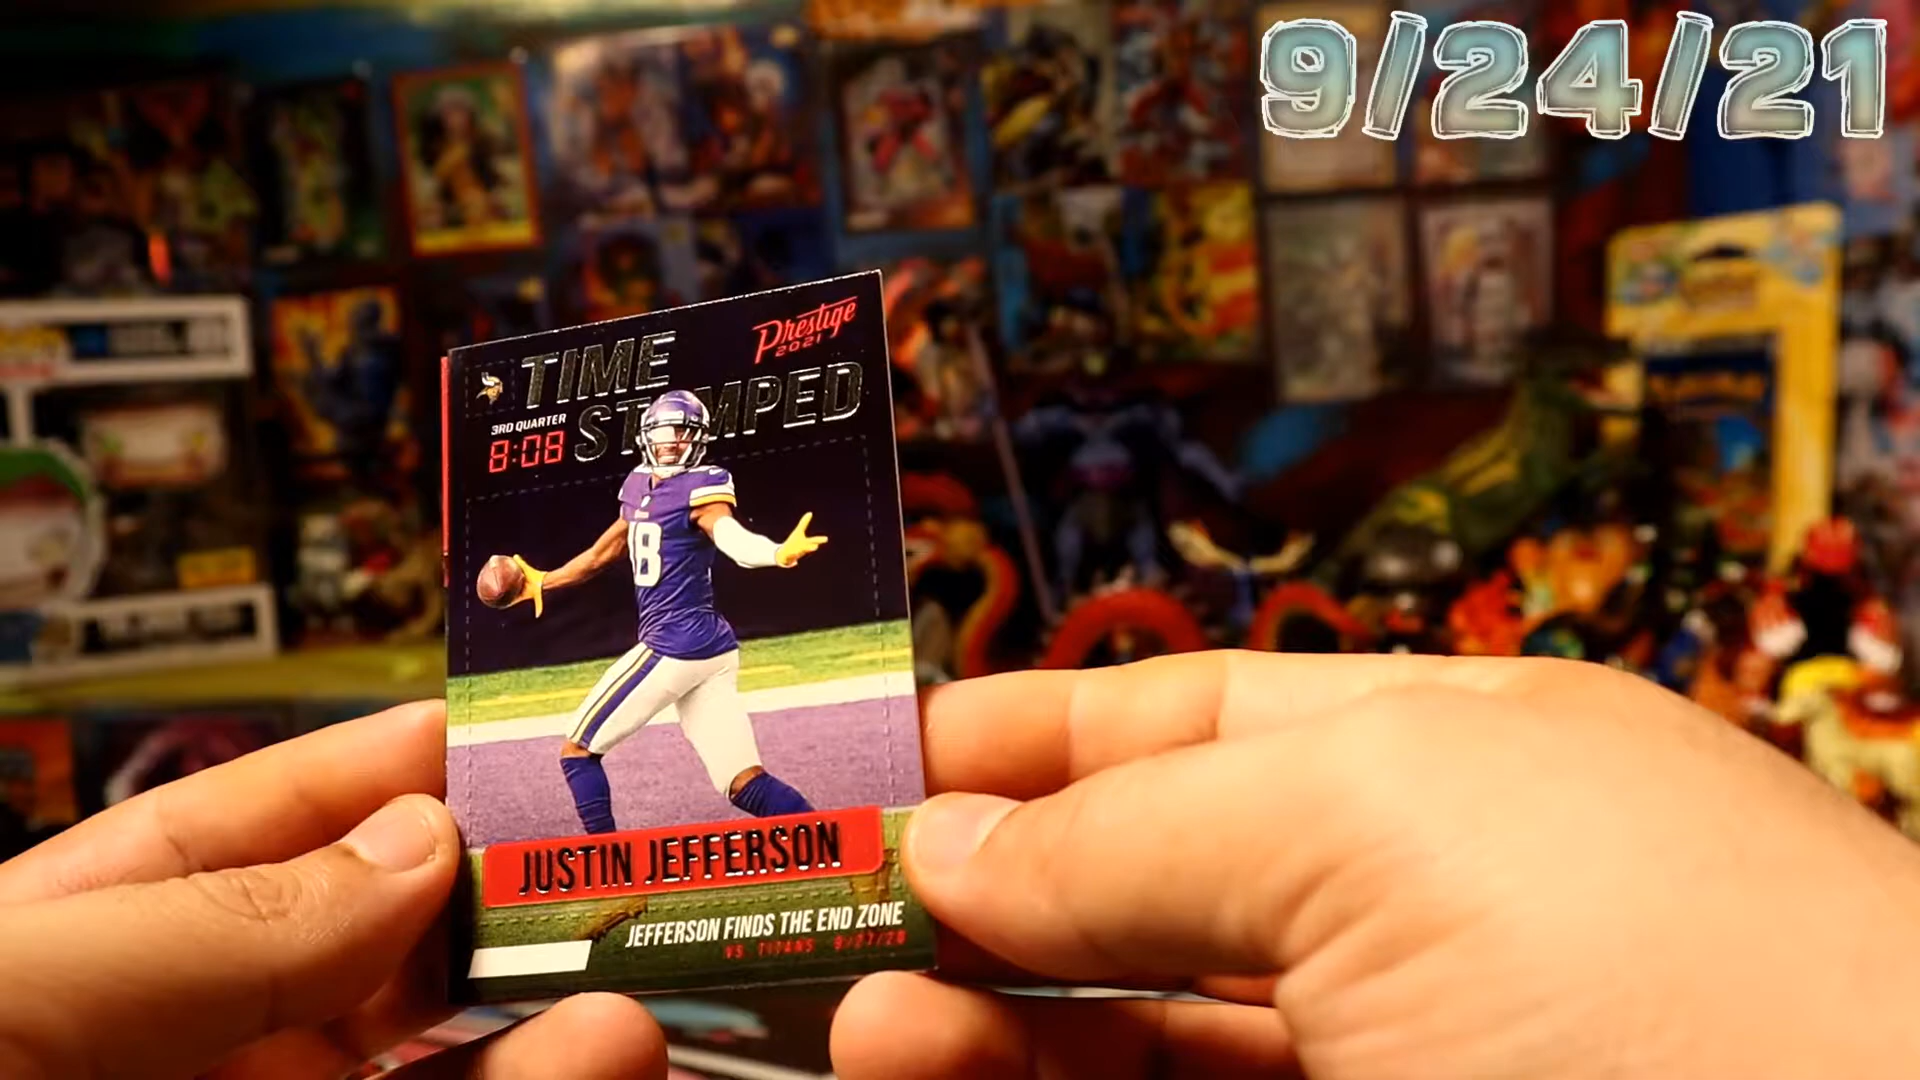 9/24/21
Prestige
2021
TIME
STAMPED
3RD QUARTER
8:08
18
JUSTIN JEFFERSON
JEFFERSON FINDS THE END ZONE
VS TITANS 9/27/20